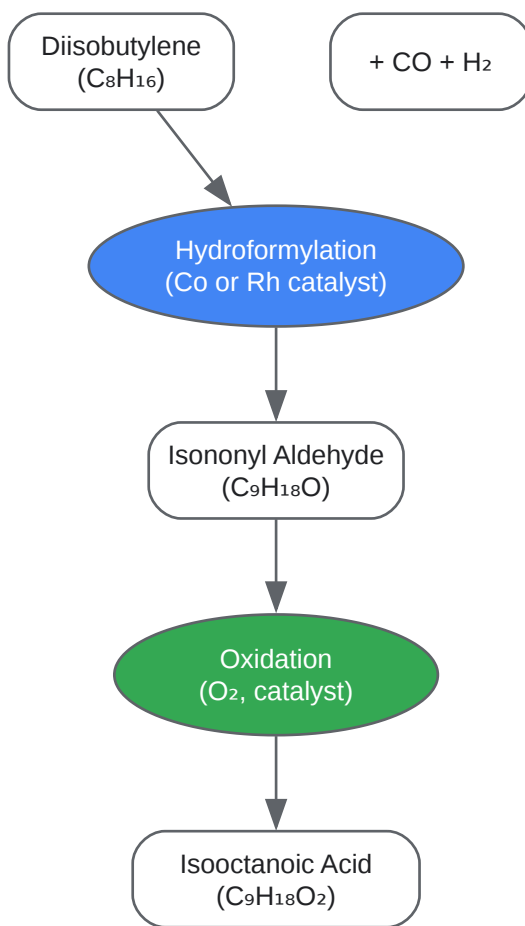 Diisobutylene
(C₈H₁₆)
+ CO + H₂
Hydroformylation
(Co or Rh catalyst)
Isononyl Aldehyde
(C₉H₁₈O)
Oxidation
(O₂, catalyst)
Isooctanoic Acid
(C₉H₁₈O₂)